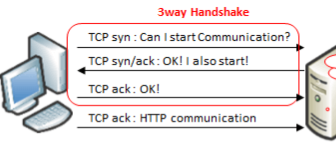 3way Handshake
TCP syn : Can I start Communication?
TCP syn/ack : OK! I also start!
TCP ack : OK!
TCP ack : HTTP communication